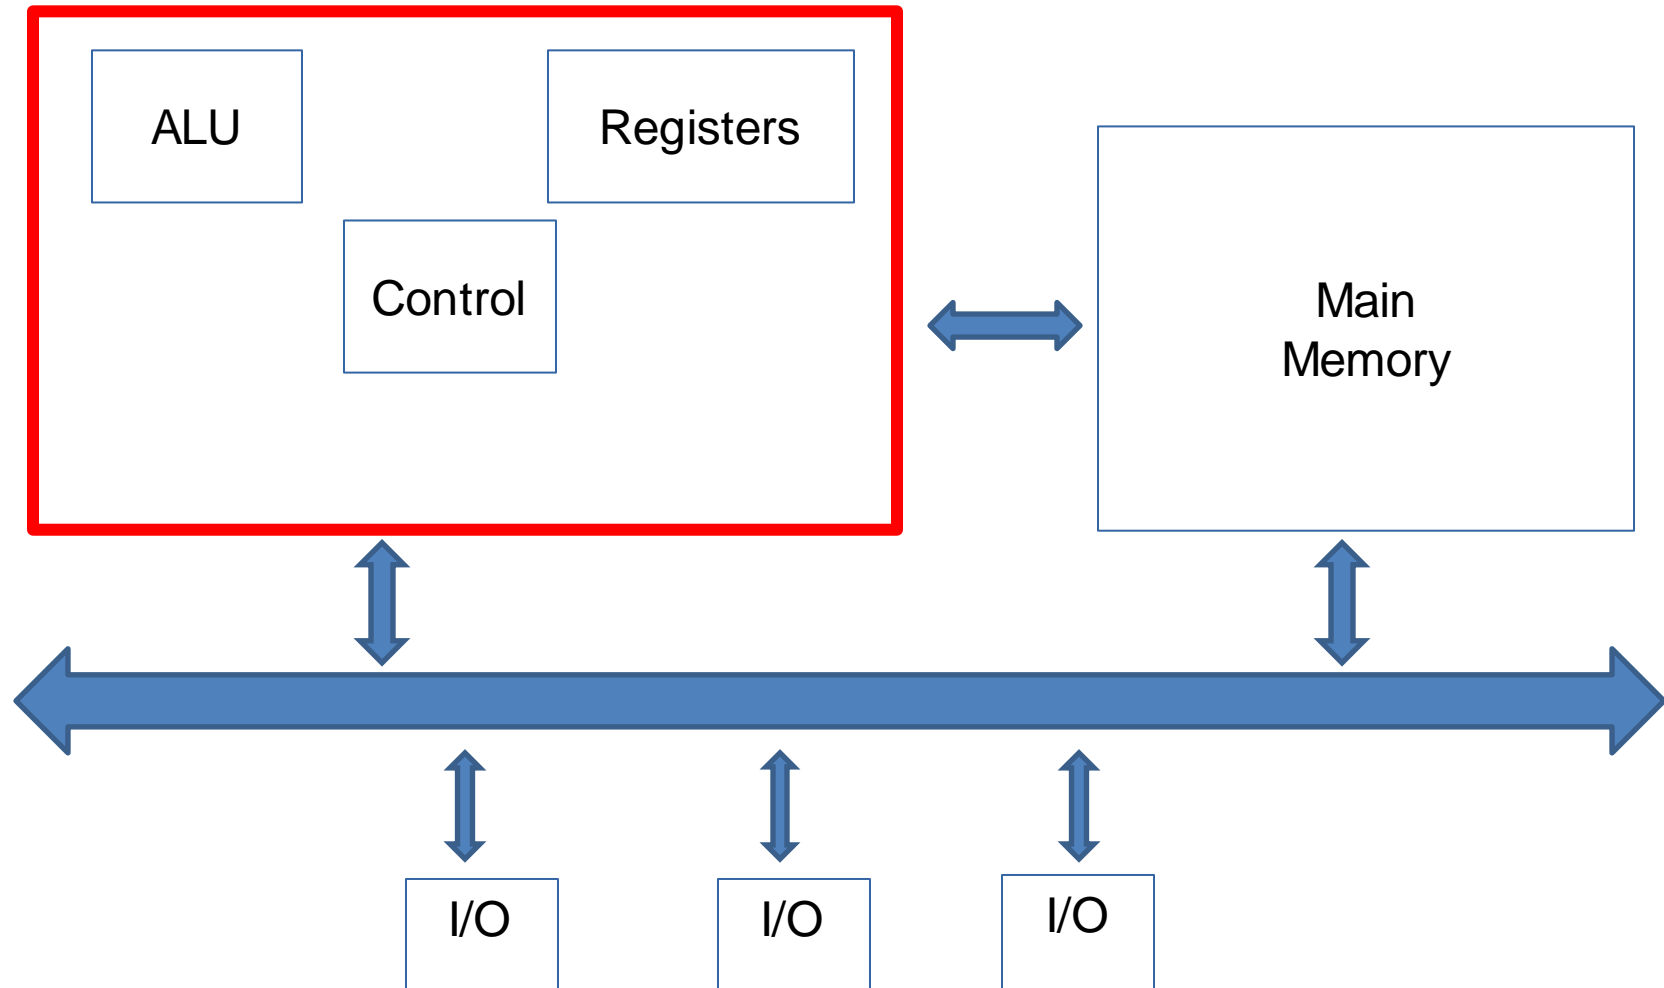 ALU
Registers
Control
Main
Memory
I/O
I/O
I/O